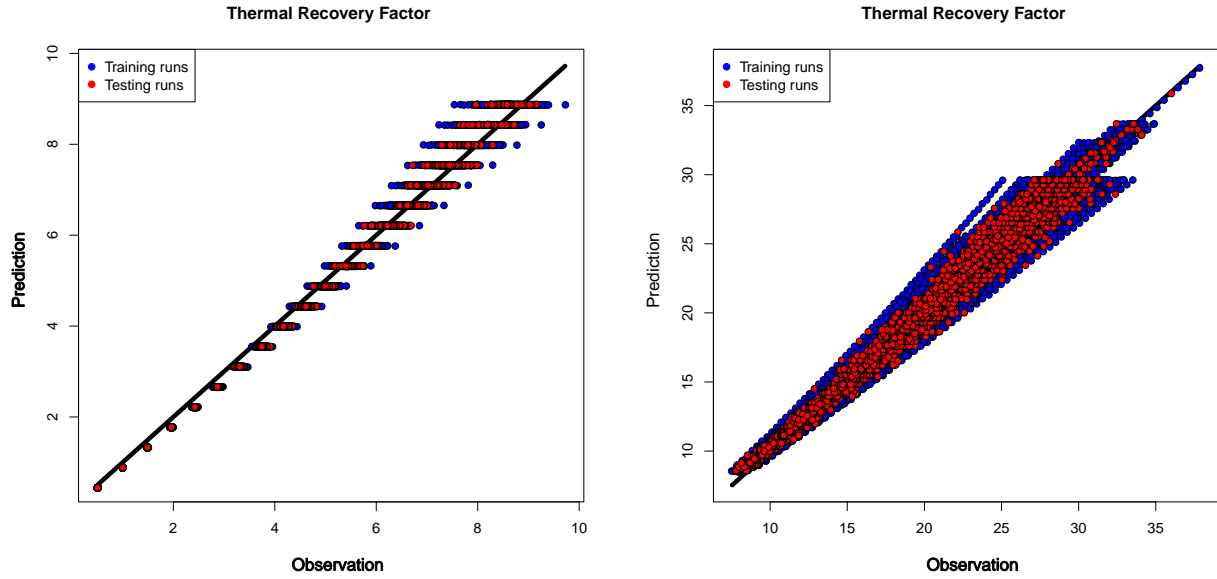 Thermal Recovery Factor
Training runs
Testing runs
Prediction
10
8
6
4
2
2 4 6 8 10
Observation
Thermal Recovery Factor
Training runs
Testing runs
Prediction
35
30
25
20
15
10
10 15 20 25 30 35
Observation